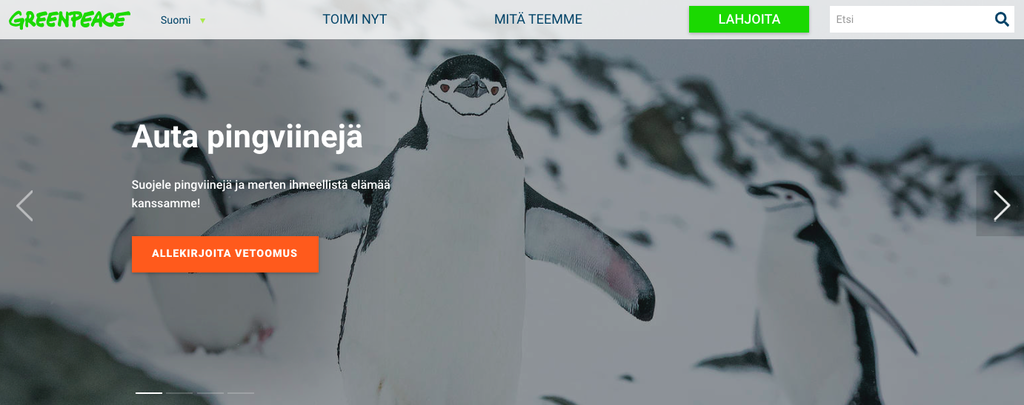 GREENPEACE
Suomi
TOIMI NYT
MITÄ TEEMME
LAHJOITA
Etsi
Auta pingviinejä
Suojele pingviinejä ja merten ihmeellistä elämää
kanssamme!
ALLEKIRJOITA VETOOMUS